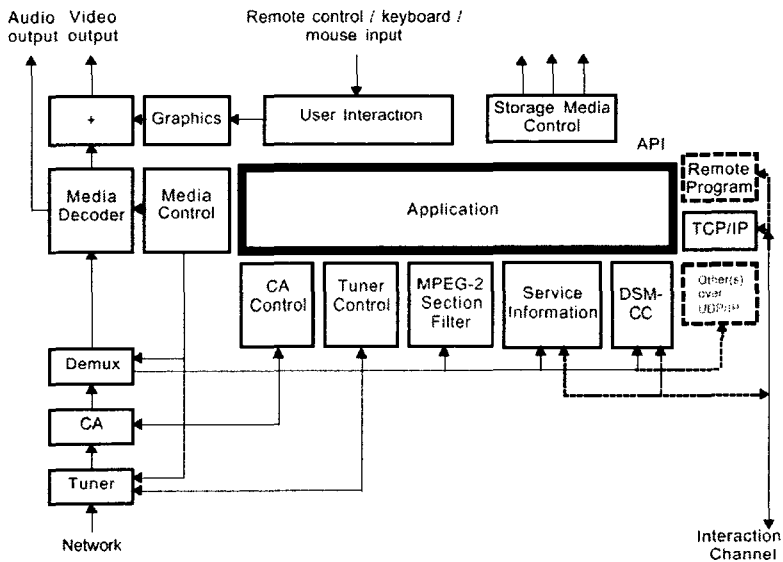 Audio Video
output output
Remote control / keyboard /
mouse input
+
Graphics
User Interaction
Storage Media
Control
API
Media
Decoder
Media
Control
Application
Remote
Program
TCP/IP
CA
Control
Tuner
Control
MPEG-2
Section
Filter
Service
Information
DSM-
CC
Other(s)
over
UDP/IP
Demux
CA
Tuner
Network
Interaction
Channel